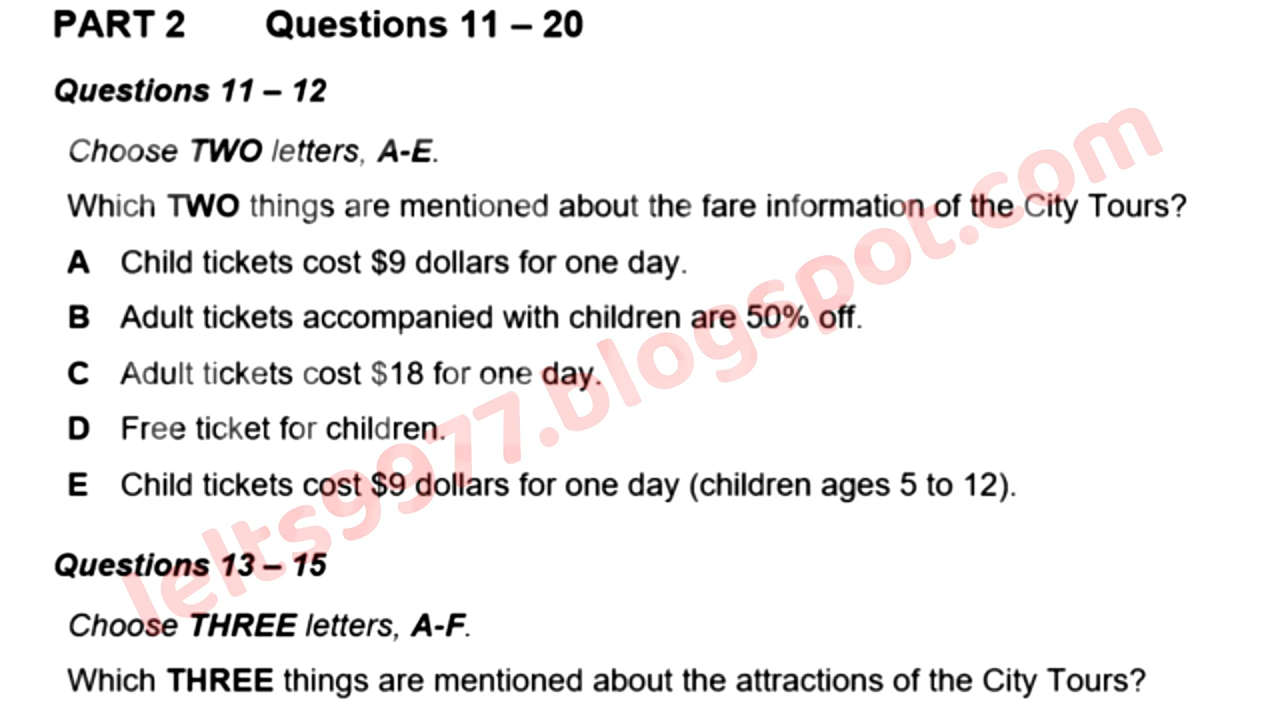 PART 2 Questions 11 – 20
Questions 11 – 12
Choose TWO letters, A-E.
Which TWO things are mentioned about the fare information of the City Tours?
A Child tickets cost $9 dollars for one day.
B Adult tickets accompanied with children are 50% off.
C Adult tickets cost $18 for one day.
D Free ticket for children.
E Child tickets cost $9 dollars for one day (children ages 5 to 12).
Ielts9977.blogspot.com
Questions 13 – 15
Choose THREE letters, A-F.
Which THREE things are mentioned about the attractions of the City Tours?